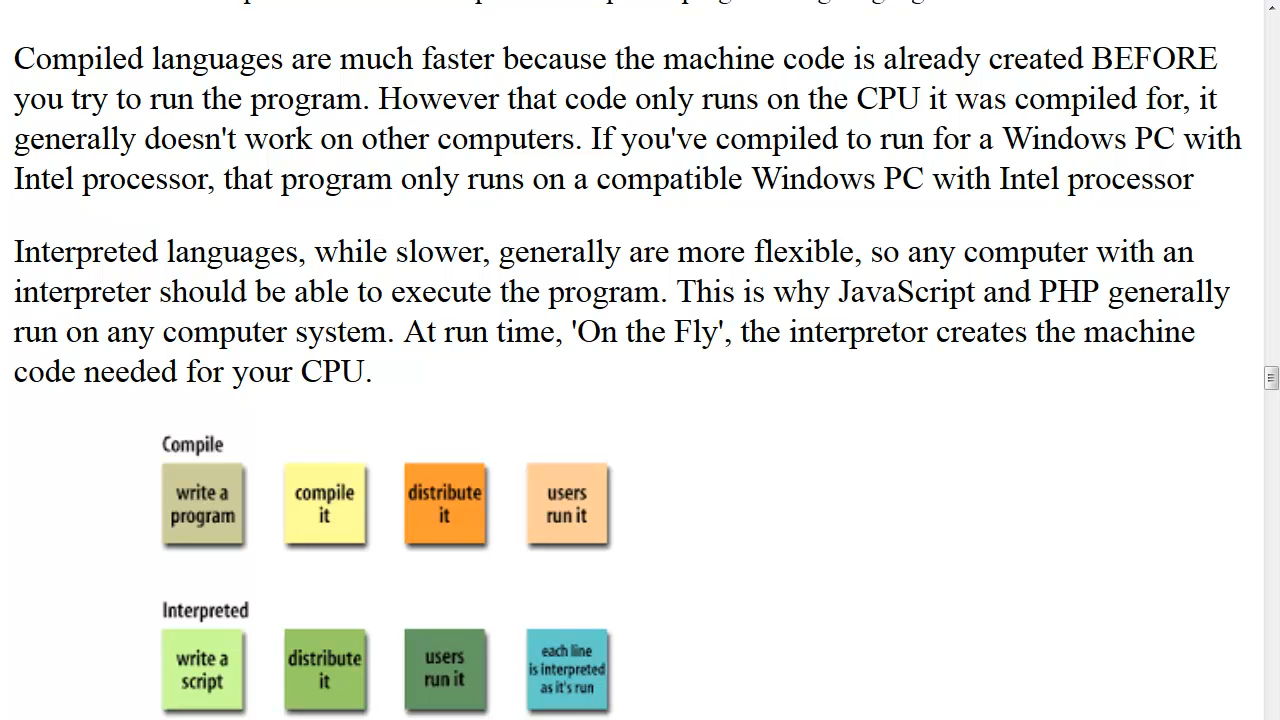 Compiled languages are much faster because the machine code is already created BEFORE
you try to run the program. However that code only runs on the CPU it was compiled for, it
generally doesn't work on other computers. If you've compiled to run for a Windows PC with
Intel processor, that program only runs on a compatible Windows PC with Intel processor
Interpreted languages, while slower, generally are more flexible, so any computer with an
interpreter should be able to execute the program. This is why JavaScript and PHP generally
run on any computer system. At run time, 'On the Fly', the interpretor creates the machine
code needed for your CPU.
Compile
write a
program
compile
it
distribute
it
users
run it
Interpreted
write a
script
distribute
it
users
run it
each line
is interpreted
as it's run